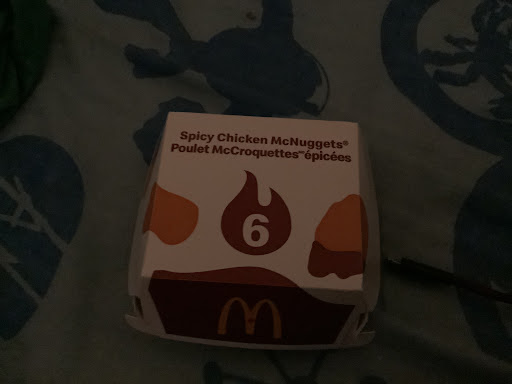 Spicy Chicken McNuggets®
Poulet McCroquettes™ épicées
6